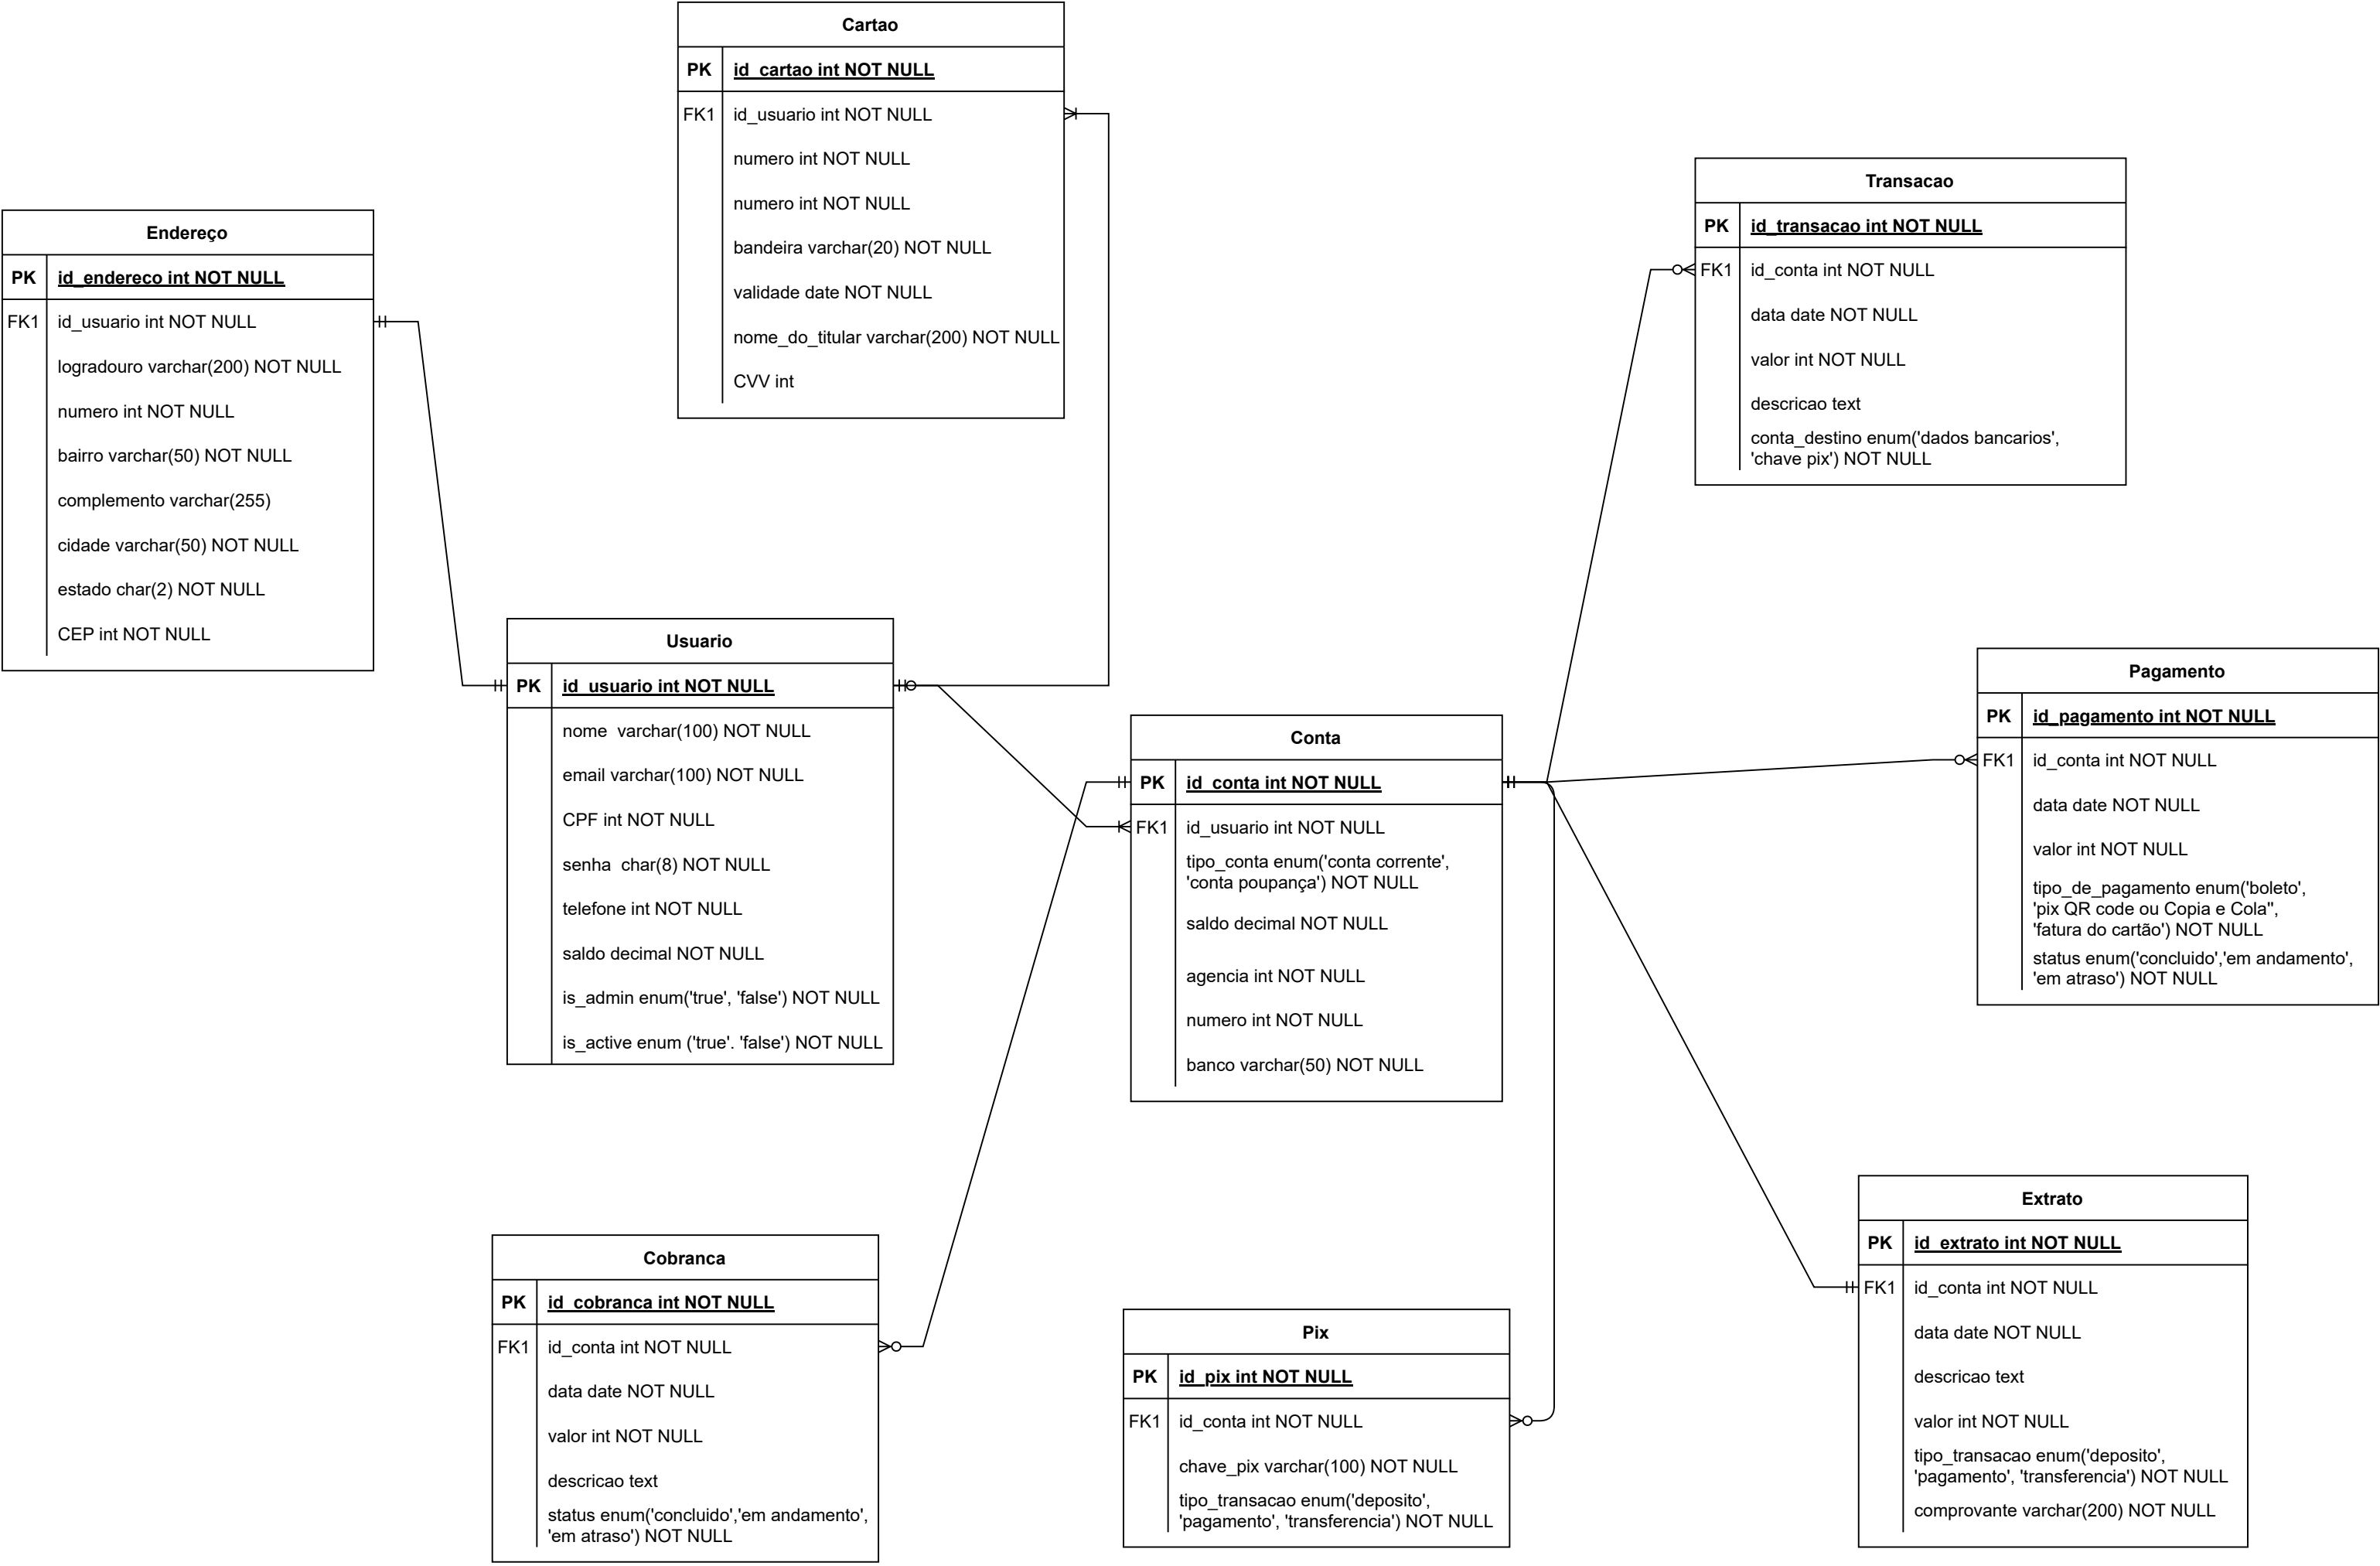 Cartao
PK id_cartao int NOT NULL
FK1 id_usuario int NOT NULL
numero int NOT NULL
numero int NOT NULL
bandeira varchar(20) NOT NULL
validade date NOT NULL
nome_do_titular varchar(200) NOT NULL
CVV int
Transacao
PK id_transacao int NOT NULL
FK1 id_conta int NOT NULL
data date NOT NULL
valor int NOT NULL
descricao text
conta_destino enum('dados bancarios',
'chave pix') NOT NULL
Endereço
PK id_endereco int NOT NULL
FK1 id_usuario int NOT NULL
logradouro varchar(200) NOT NULL
numero int NOT NULL
bairro varchar(50) NOT NULL
complemento varchar(255)
cidade varchar(50) NOT NULL
estado char(2) NOT NULL
CEP int NOT NULL
Usuario
PK id_usuario int NOT NULL
nome  varchar(100) NOT NULL
email varchar(100) NOT NULL
CPF int NOT NULL
senha  char(8) NOT NULL
telefone int NOT NULL
saldo decimal NOT NULL
is_admin enum('true', 'false') NOT NULL
is_active enum ('true'. 'false') NOT NULL
Conta
PK id_conta int NOT NULL
FK1 id_usuario int NOT NULL
tipo_conta enum('conta corrente',
'conta poupança') NOT NULL
saldo decimal NOT NULL
agencia int NOT NULL
numero int NOT NULL
banco varchar(50) NOT NULL
Pagamento
PK id_pagamento int NOT NULL
FK1 id_conta int NOT NULL
data date NOT NULL
valor int NOT NULL
tipo_de_pagamento enum('boleto',
'pix QR code ou Copia e Cola",
'fatura do cartão') NOT NULL
status enum('concluido','em andamento',
'em atraso') NOT NULL
Cobranca
PK id_cobranca int NOT NULL
FK1 id_conta int NOT NULL
data date NOT NULL
valor int NOT NULL
descricao text
status enum('concluido','em andamento',
'em atraso') NOT NULL
Pix
PK id_pix int NOT NULL
FK1 id_conta int NOT NULL
chave_pix varchar(100) NOT NULL
tipo_transacao enum('deposito',
'pagamento', 'transferencia') NOT NULL
Extrato
PK id_extrato int NOT NULL
FK1 id_conta int NOT NULL
data date NOT NULL
descricao text
valor int NOT NULL
tipo_transacao enum('deposito',
'pagamento', 'transferencia') NOT NULL
comprovante varchar(200) NOT NULL